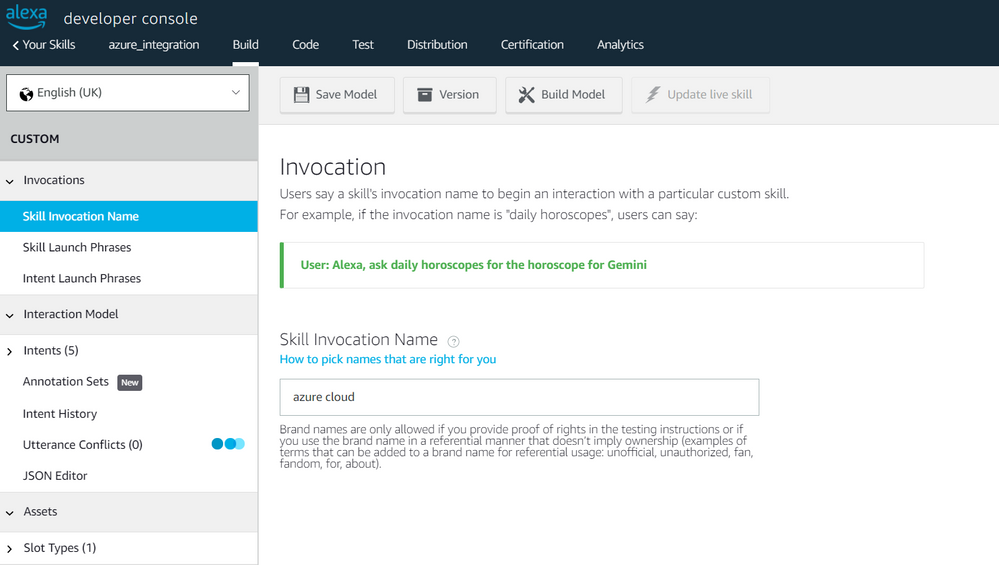 alexa
developer console
Your Skills azure_integration Build Code Test Distribution Certification Analytics
English (UK)
Save Model Version Build Model Update live skill
CUSTOM
Invocations
Skill Invocation Name
Skill Launch Phrases
Intent Launch Phrases
Interaction Model
Intents (5)
Annotation Sets New
Intent History
Utterance Conflicts (0)
JSON Editor
Assets
Slot Types (1)
Invocation
Users say a skill's invocation name to begin an interaction with a particular custom skill.
For example, if the invocation name is "daily horoscopes", users can say:
User: Alexa, ask daily horoscopes for the horoscope for Gemini
Skill Invocation Name ?
How to pick names that are right for you
azure cloud
Brand names are only allowed if you provide proof of rights in the testing instructions or if
you use the brand name in a referential manner that doesn't imply ownership (examples of
terms that can be added to a brand name for referential usage: unofficial, unauthorized, fan,
fandom, for, about).